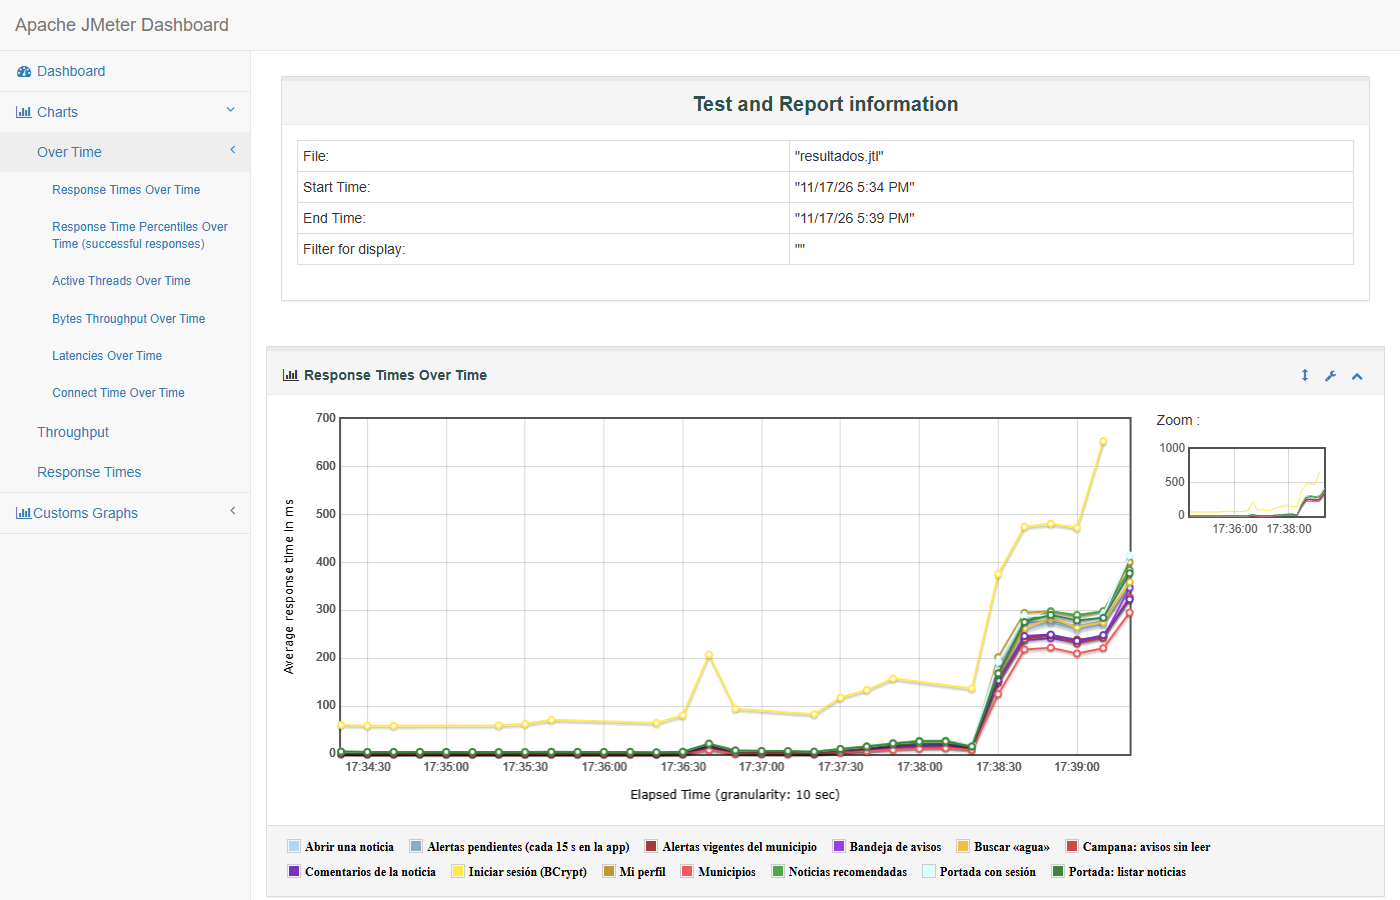 Apache JMeter Dashboard
Dashboard
Charts
Over Time
Response Times Over Time
Response Time Percentiles Over
Time (successful responses)
Active Threads Over Time
Bytes Throughput Over Time
Latencies Over Time
Connect Time Over Time
Throughput
Response Times
Customs Graphs
Test and Report information
File: "resultados.jtl"
Start Time: "11/17/26 5:34 PM"
End Time: "11/17/26 5:39 PM"
Filter for display: ""
Response Times Over Time
Average response time in ms
700
600
500
400
300
200
100
0
17:34:30 17:35:00 17:35:30 17:36:00 17:36:30 17:37:00 17:37:30 17:38:00 17:38:30 17:39:00
Elapsed Time (granularity: 10 sec)
Zoom :
1000
500
0
17:36:00 17:38:00
Abrir una noticia Alertas pendientes (cada 15 s en la app) Alertas vigentes del municipio Bandeja de avisos Buscar «agua» Campana: avisos sin leer
Comentarios de la noticia Iniciar sesión (BCrypt) Mi perfil Municipios Noticias recomendadas Portada con sesión Portada: listar noticias